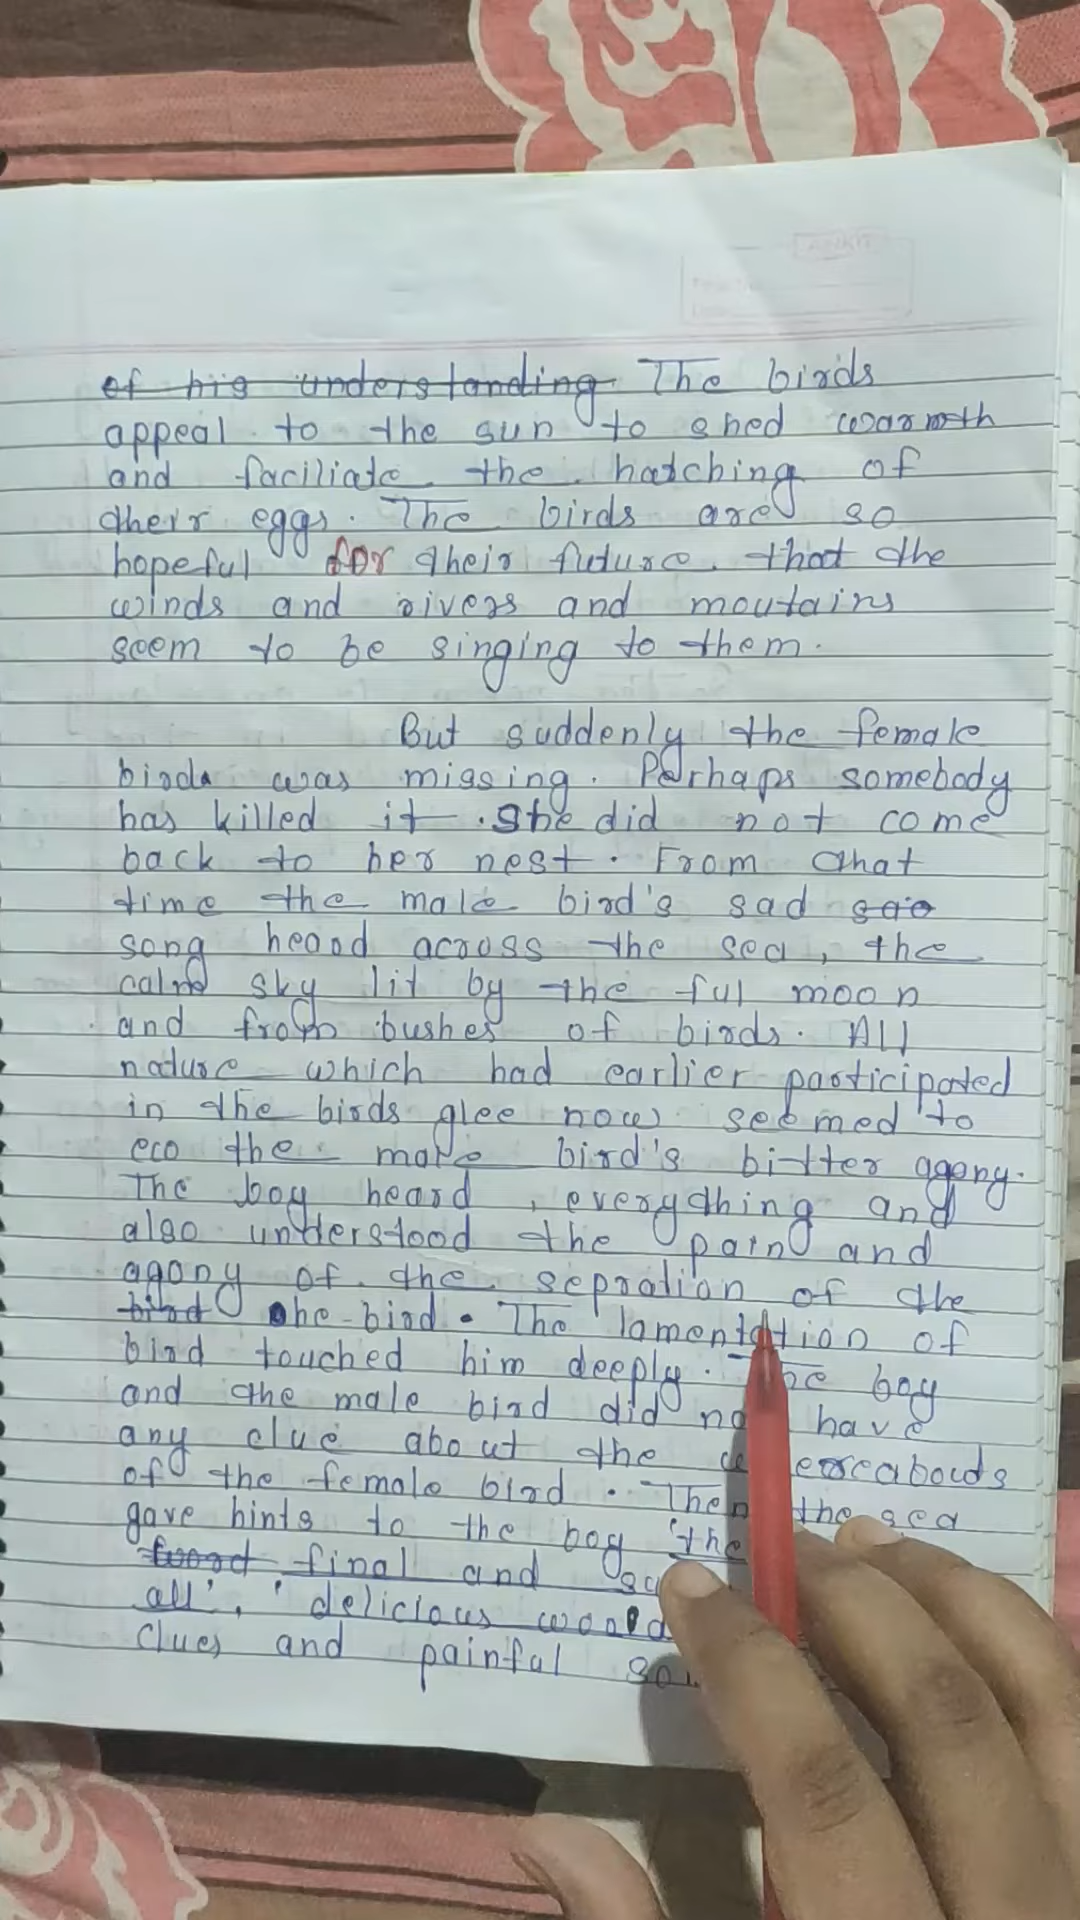 of his understanding The birds
appeal to the sun to shed warmth
and faciliate the hatching of
their eggs. The birds are so
hopeful for their future that the
winds and rivers and moutains
seem to be singing to them.
But suddenly the female
birda was missing. Perhaps somebody
has killed it. She did not come
back to her nest. From that
time the male bird's sad
song heaod across the sea, the
calm sky lit by the ful moon
and from bushes of birds. All
nature which had earlier participated
in the birds glee now seemed to
eco the male bird's bitter agony.
The boy heard, everything and
also understood the pain and
agony of the sepration of the
bird the bird. The lamentation of
bird touched him deeply. The boy
and the male bird did have
any clue about the
of the female bird. Then the sea
gave hints to the boy 'the
final and
all', 'delicious
clues and painful